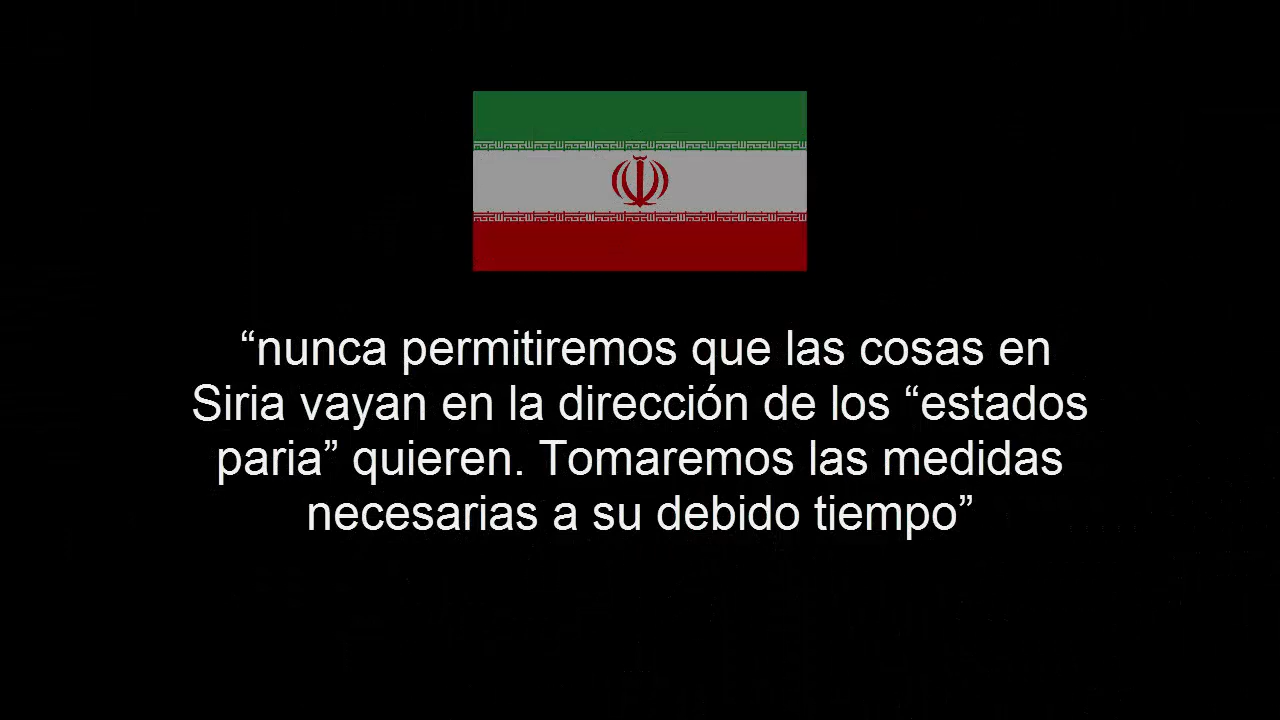 “nunca permitiremos que las cosas en
Siria vayan en la dirección de los “estados
paria” quieren. Tomaremos las medidas
necesarias a su debido tiempo”